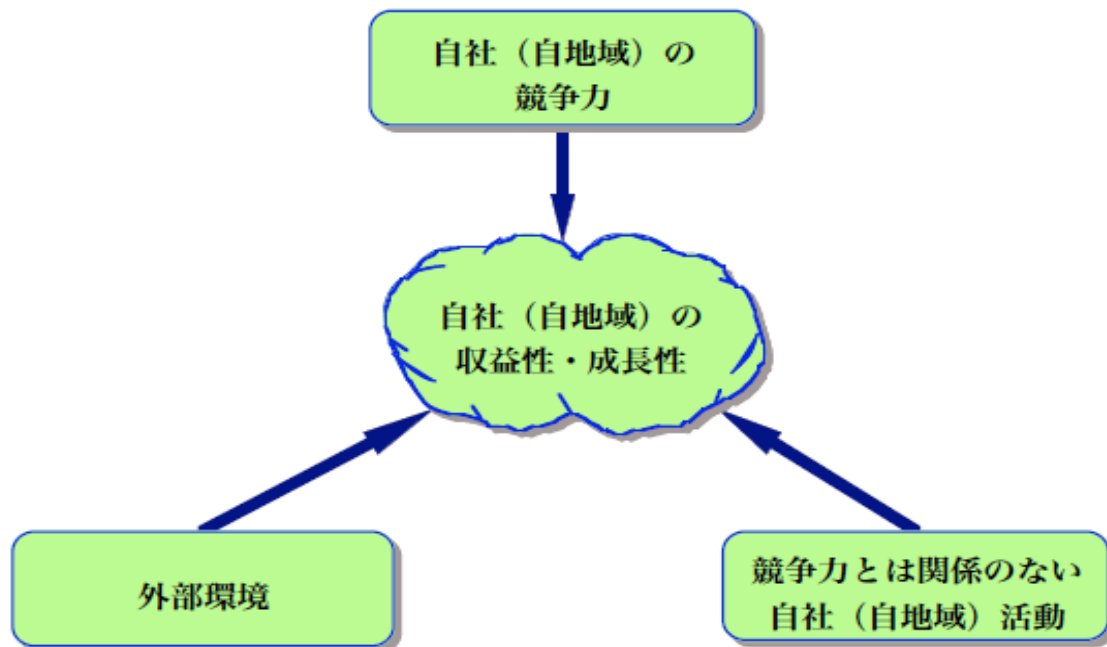 自社（自地域）の
競争力
自社（自地域）の
収益性・成長性
外部環境
競争力とは関係のない
自社（自地域）活動